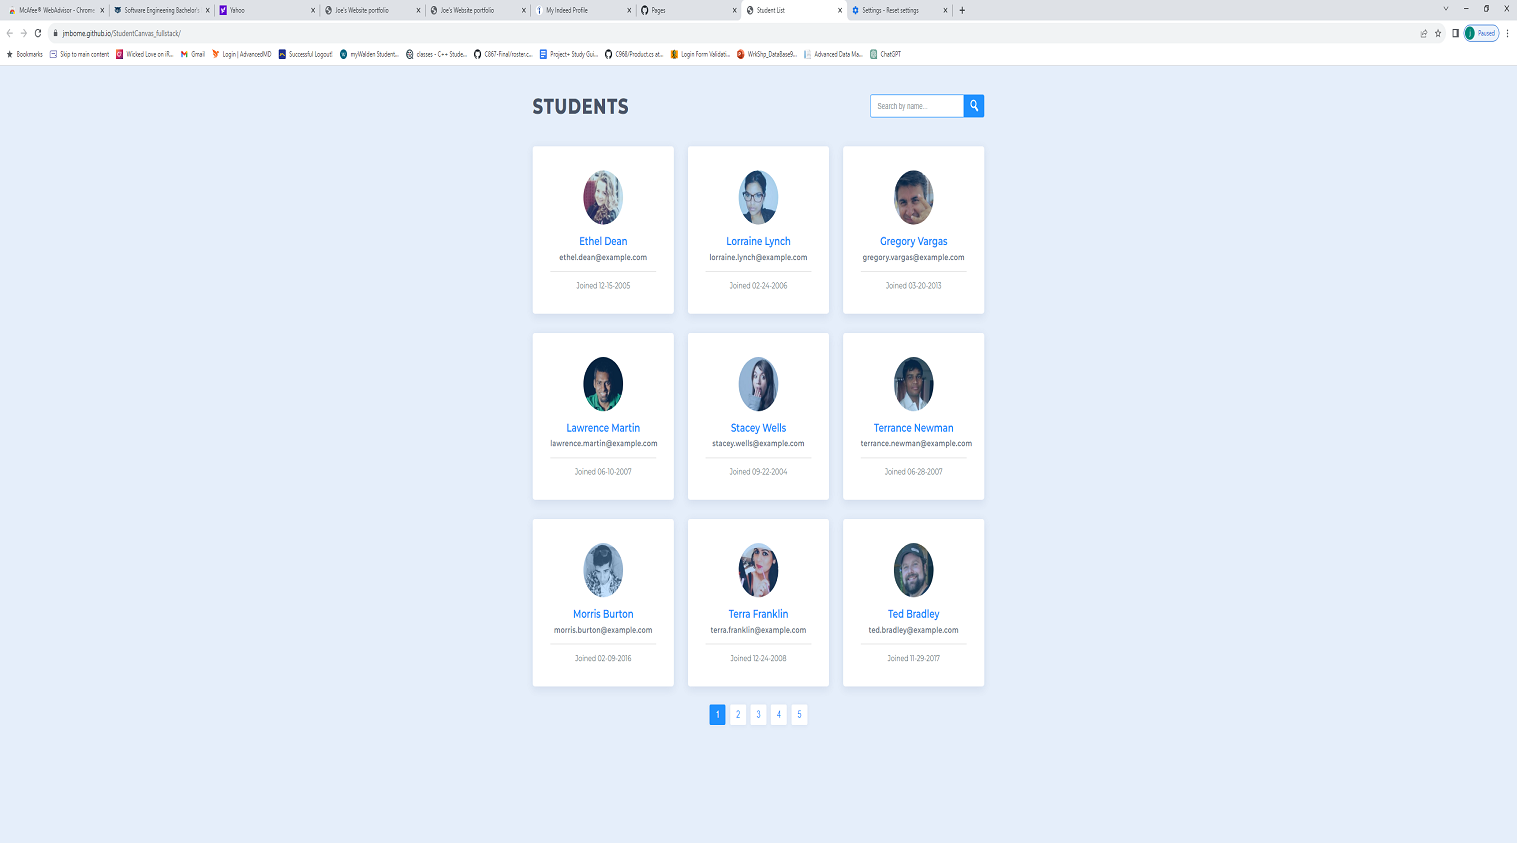 McAfee® WebAdvisor - Chrome
Software Engineering Bachelor's
Yahoo
Joe's Website portfolio
Joe's Website portfolio
My Indeed Profile
Pages
Student List
Settings - Reset settings
jmbome.github.io/StudentCanvas_fullstack/
Paused
Bookmarks
Skip to main content
Wicked Love on iR...
Gmail
Login | AdvancedMD
Successful Logout!
myWalden Student...
classes - C++ Stude...
C867-Final/roster.c...
Project+ Study Gui...
C968/Product.cs at...
Login Form Validati...
WrkShp_DataBase9...
Advanced Data Ma...
ChatGPT
STUDENTS
Search by name...
Ethel Dean
ethel.dean@example.com
Joined 12-15-2005
Lorraine Lynch
lorraine.lynch@example.com
Joined 02-24-2006
Gregory Vargas
gregory.vargas@example.com
Joined 03-20-2013
Lawrence Martin
lawrence.martin@example.com
Joined 06-10-2007
Stacey Wells
stacey.wells@example.com
Joined 09-22-2004
Terrance Newman
terrance.newman@example.com
Joined 06-28-2007
Morris Burton
morris.burton@example.com
Joined 02-09-2016
Terra Franklin
terra.franklin@example.com
Joined 12-24-2008
Ted Bradley
ted.bradley@example.com
Joined 11-29-2017
1 2 3 4 5